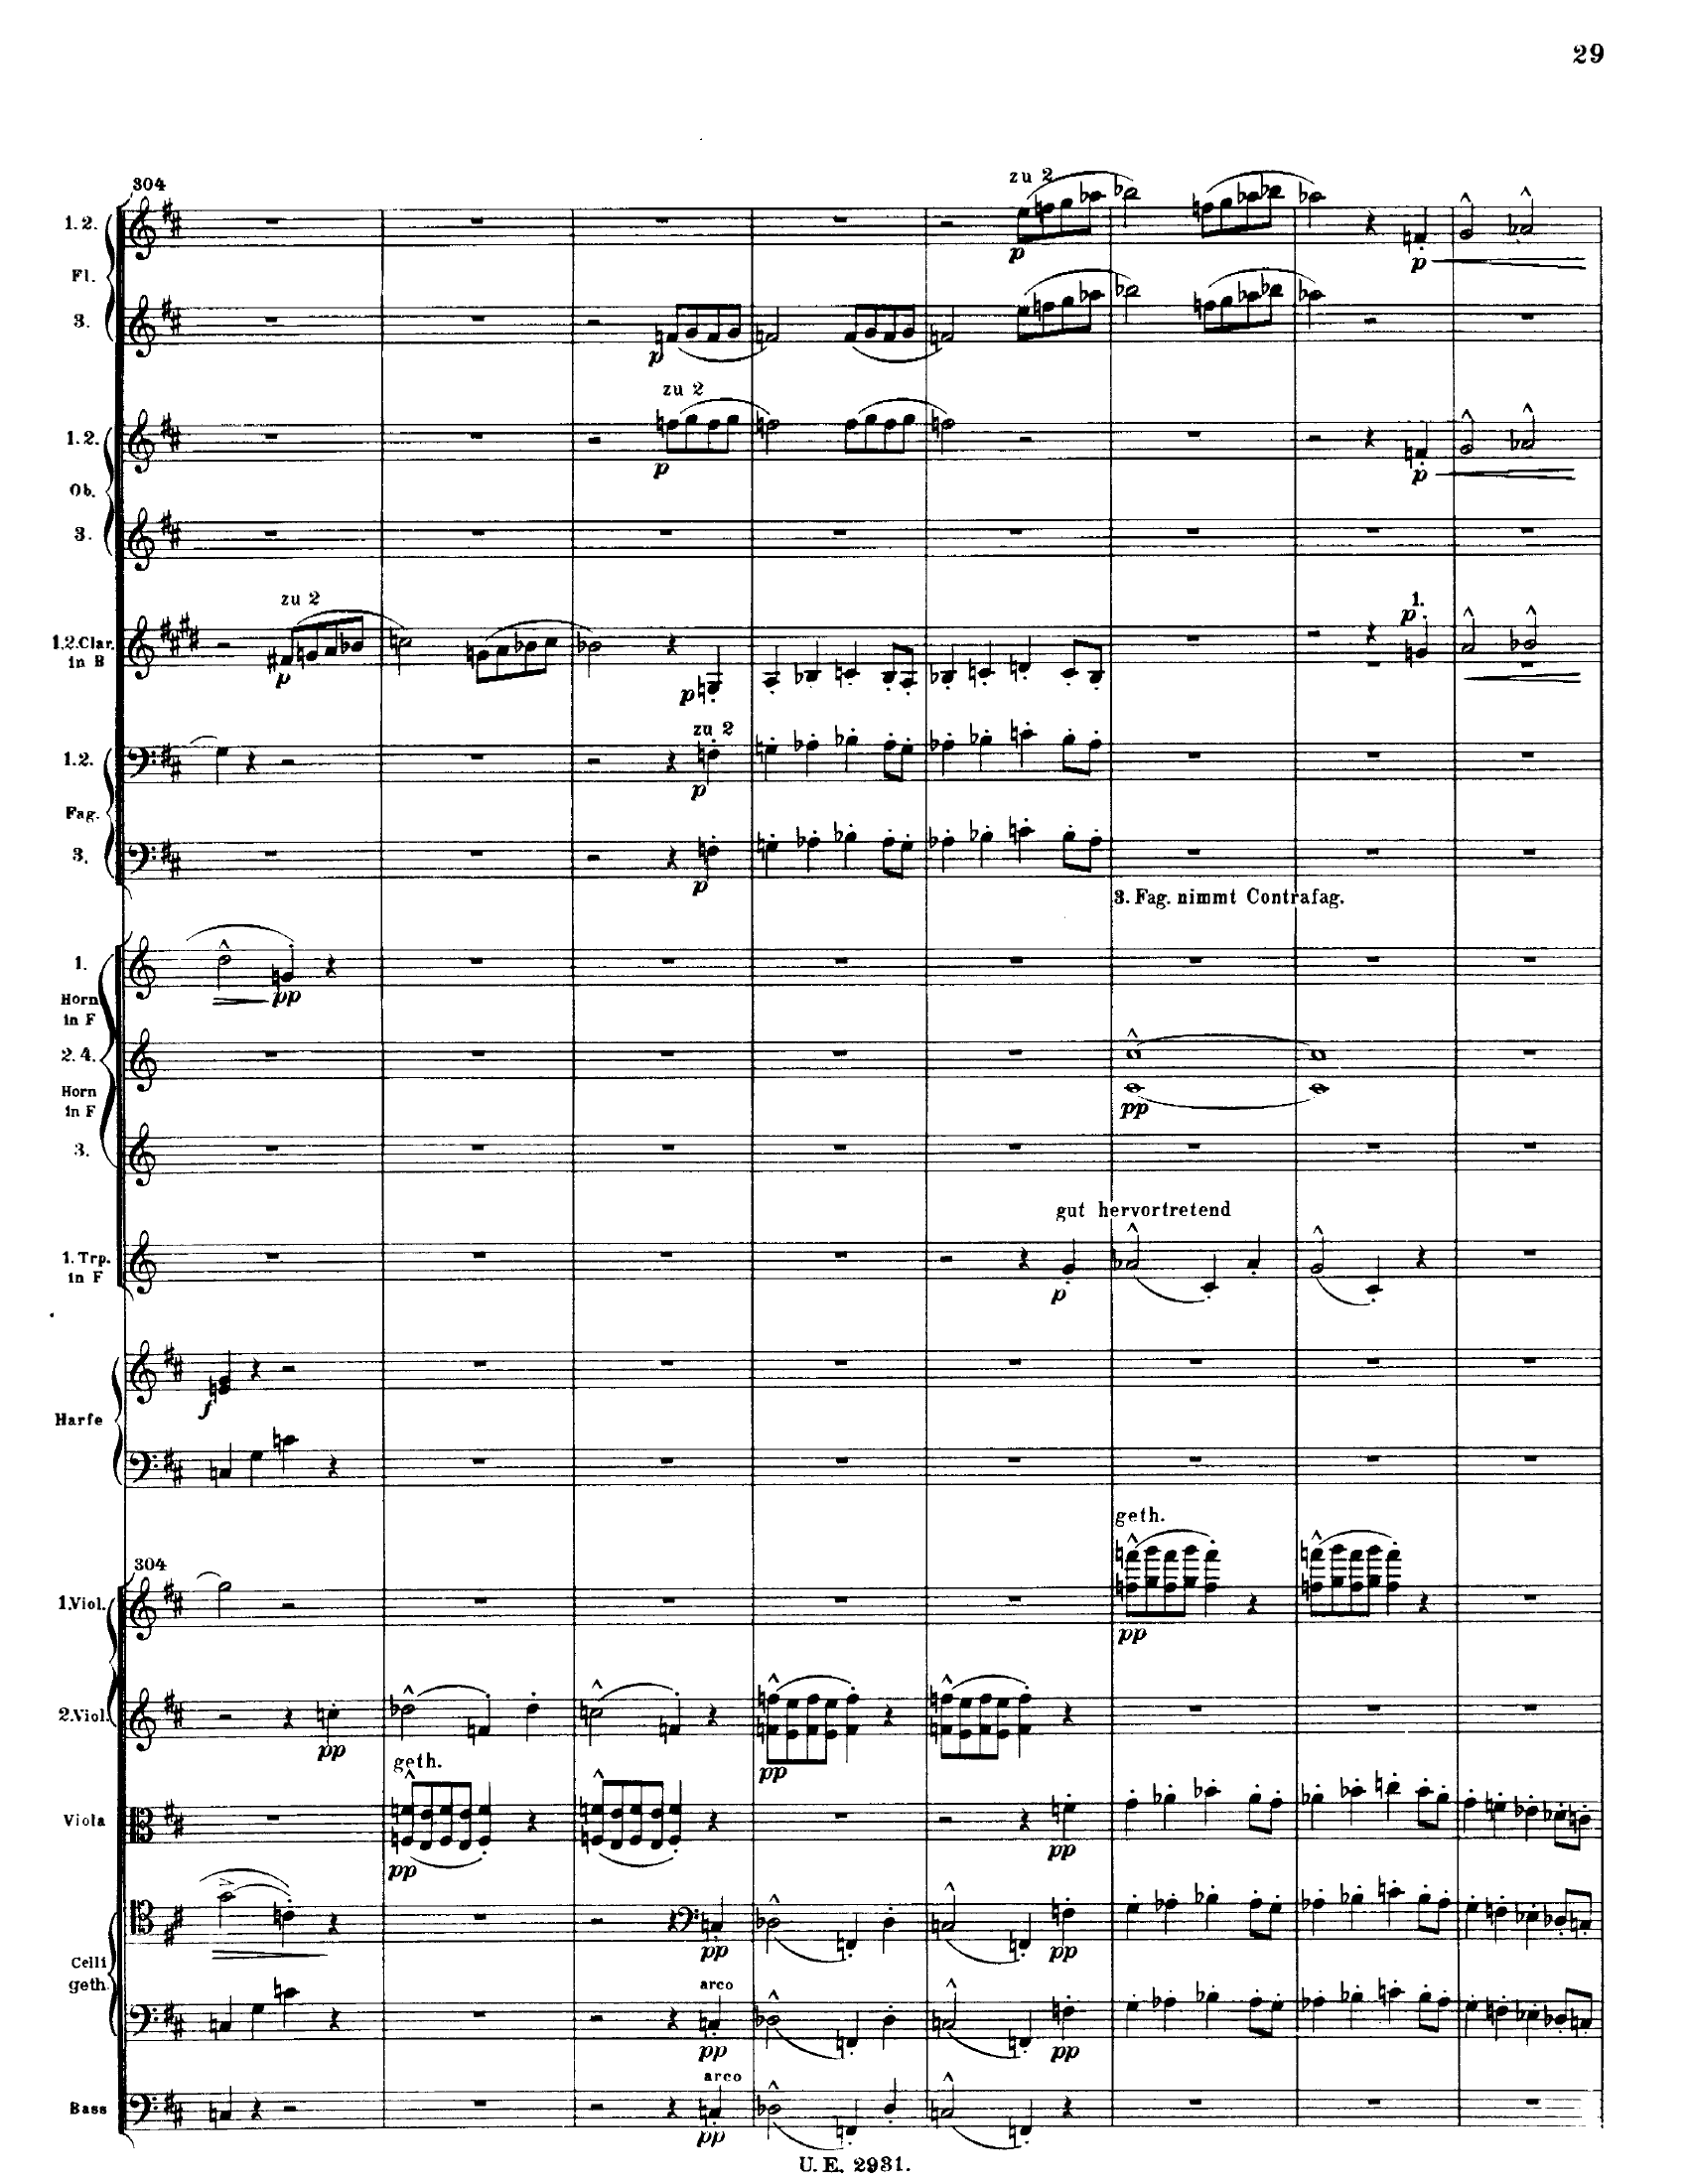 29
304
zu 2
1. 2.
p
p
Fl.
3.
p
zu 2
1. 2.
p
p
Ob.
3.
zu 2
1.
p
1.2. Clar.
in B
p
p
zu 2
1. 2.
p
Fag.
3.
p
3. Fag. nimmt Contrafag.
1.
pp
Horn
in F
2. 4.
Horn
in F
pp
3.
gut hervortretend
1. Trp.
in F
p
f
Harfe
geth.
304
1. Viol.
pp
2. Viol.
pp
pp
geth.
Viola
pp
pp
pp
pp
Celli
geth.
arco
pp
pp
arco
Bass
pp
U. E. 2931.